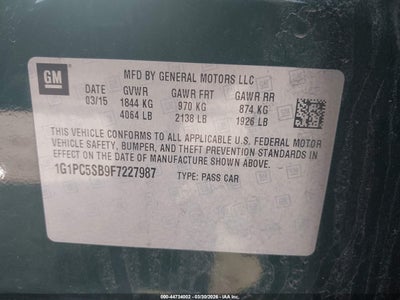 GM
MFD BY GENERAL MOTORS LLC
DATE GVWR GAWR FRT GAWR RR
03/15 1844 KG 970 KG 874 KG
4064 LB 2138 LB 1926 LB
THIS VEHICLE CONFORMS TO ALL APPLICABLE U.S. FEDERAL MOTOR
VEHICLE SAFETY, BUMPER, AND THEFT PREVENTION STANDARDS IN
EFFECT ON THE DATE OF MANUFACTURE SHOWN ABOVE.
1G1PC5SB9F7227987 TYPE: PASS CAR
000-44734002 - 03/30/2026 - IAA Inc.